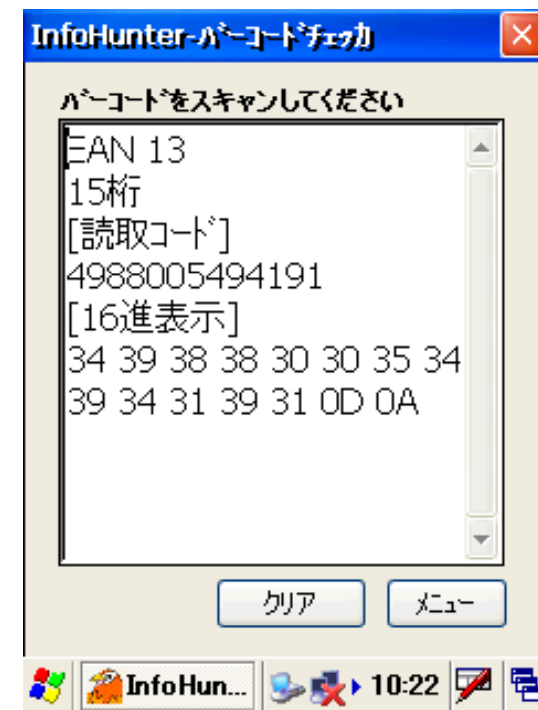 InfoHunter-ﾊﾞｰｺｰﾄﾞﾁｪｯｶ
ﾊﾞｰｺｰﾄﾞをスキャンしてください
EAN 13
15桁
[読取ｺｰﾄﾞ]
4988005494191
[16進表示]
34 39 38 38 30 30 35 34
39 34 31 39 31 0D 0A
ｸﾘｱ
ﾒﾆｭｰ
InfoHun...
10:22